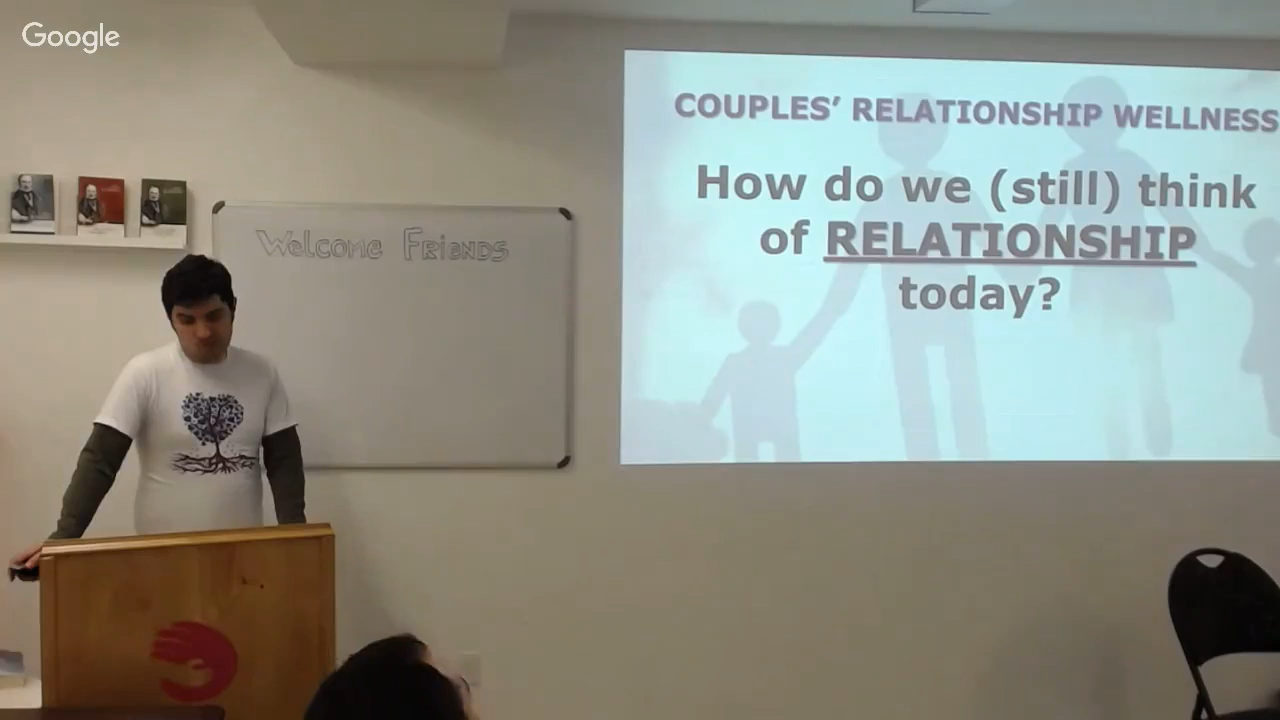 Google
COUPLES’ RELATIONSHIP WELLNESS
How do we (still) think
of RELATIONSHIP
today?
Welcome Friends